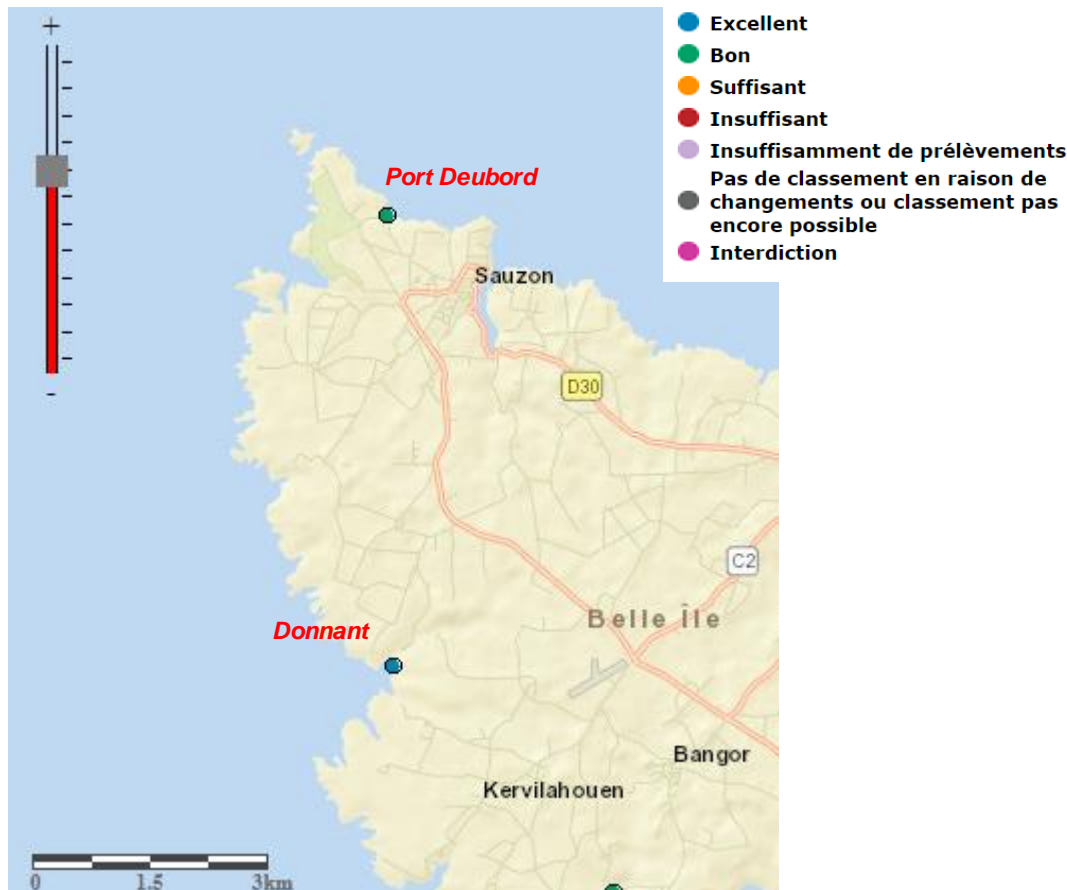 +
-
Excellent
Bon
Suffisant
Insuffisant
Insuffisamment de prélèvements
Pas de classement en raison de
changements ou classement pas
encore possible
Interdiction
Port Deubord
Sauzon
D30
C2
Belle Île
Donnant
Bangor
Kervilahouen
0 1.5 3km